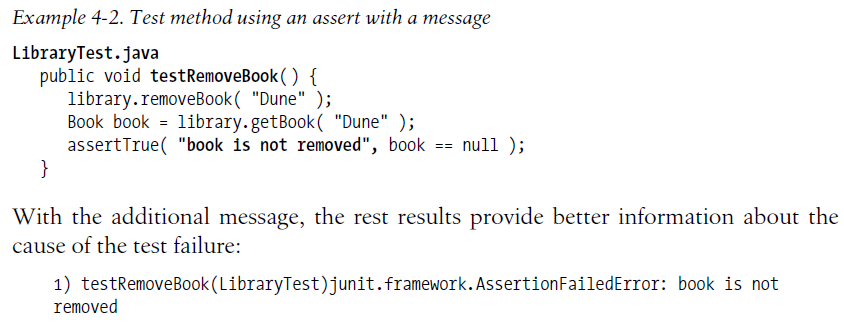 Example 4-2. Test method using an assert with a message
LibraryTest.java
public void testRemoveBook( ) {
library.removeBook( "Dune" );
Book book = library.getBook( "Dune" );
assertTrue( "book is not removed", book == null );
}
With the additional message, the rest results provide better information about the
cause of the test failure:
1) testRemoveBook(LibraryTest)junit.framework.AssertionFailedError: book is not
removed